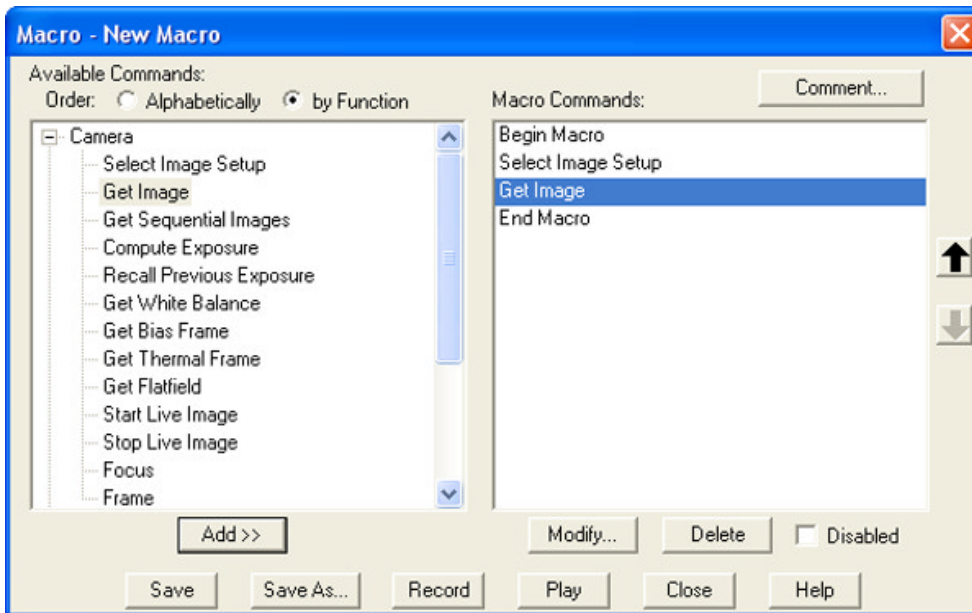 Macro - New Macro
Available Commands:
Order: Alphabetically by Function
Camera
Select Image Setup
Get Image
Get Sequential Images
Compute Exposure
Recall Previous Exposure
Get White Balance
Get Bias Frame
Get Thermal Frame
Get Flatfield
Start Live Image
Stop Live Image
Focus
Frame
Add >>
Comment...
Macro Commands:
Begin Macro
Select Image Setup
Get Image
End Macro
Modify... Delete Disabled
Save Save As... Record Play Close Help